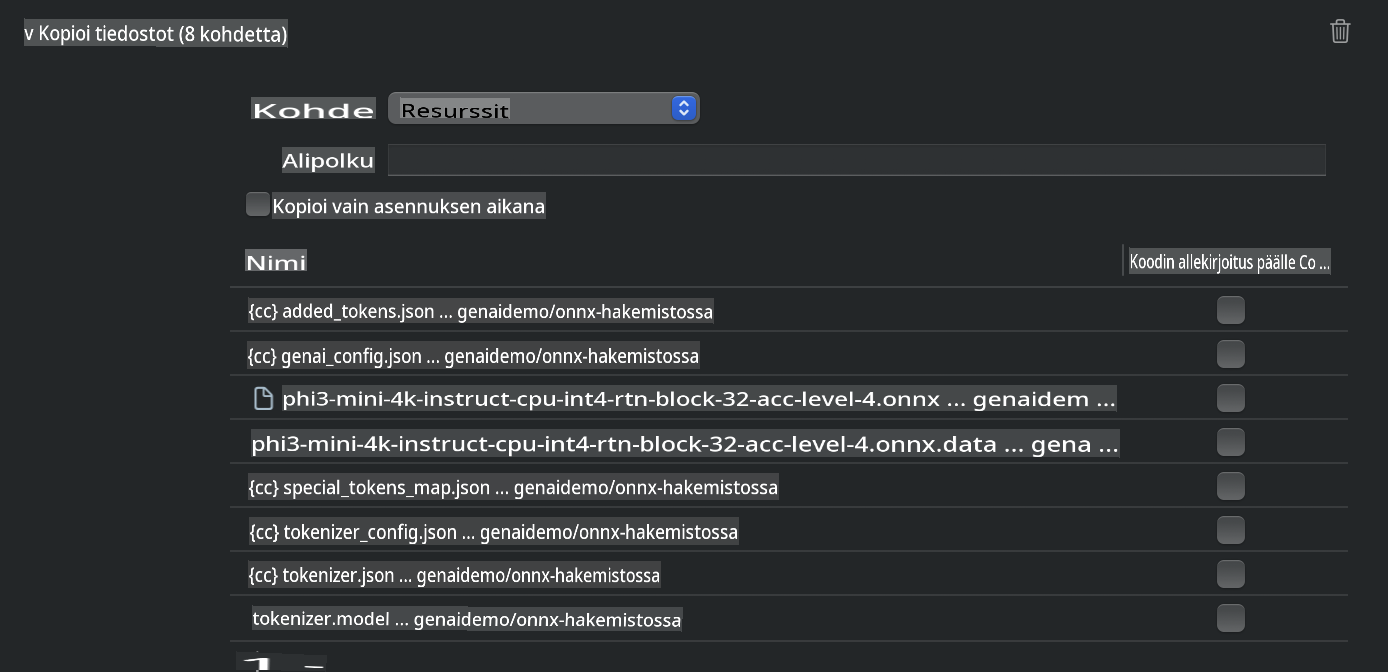 v Kopioi tiedostot (8 kohdetta)
Kohde Resurssit
Alipolku
Kopioi vain asennuksen aikana
Nimi Koodin allekirjoitus päälle Co ...
{cc} added_tokens.json ... genaidemo/onnx-hakemistossa
{cc} genai_config.json ... genaidemo/onnx-hakemistossa
phi3-mini-4k-instruct-cpu-int4-rtn-block-32-acc-level-4.onnx ... genaidem ...
phi3-mini-4k-instruct-cpu-int4-rtn-block-32-acc-level-4.onnx.data ... gena ...
{cc} special_tokens_map.json ... genaidemo/onnx-hakemistossa
{cc} tokenizer_config.json ... genaidemo/onnx-hakemistossa
{cc} tokenizer.json ... genaidemo/onnx-hakemistossa
tokenizer.model ... genaidemo/onnx-hakemistossa